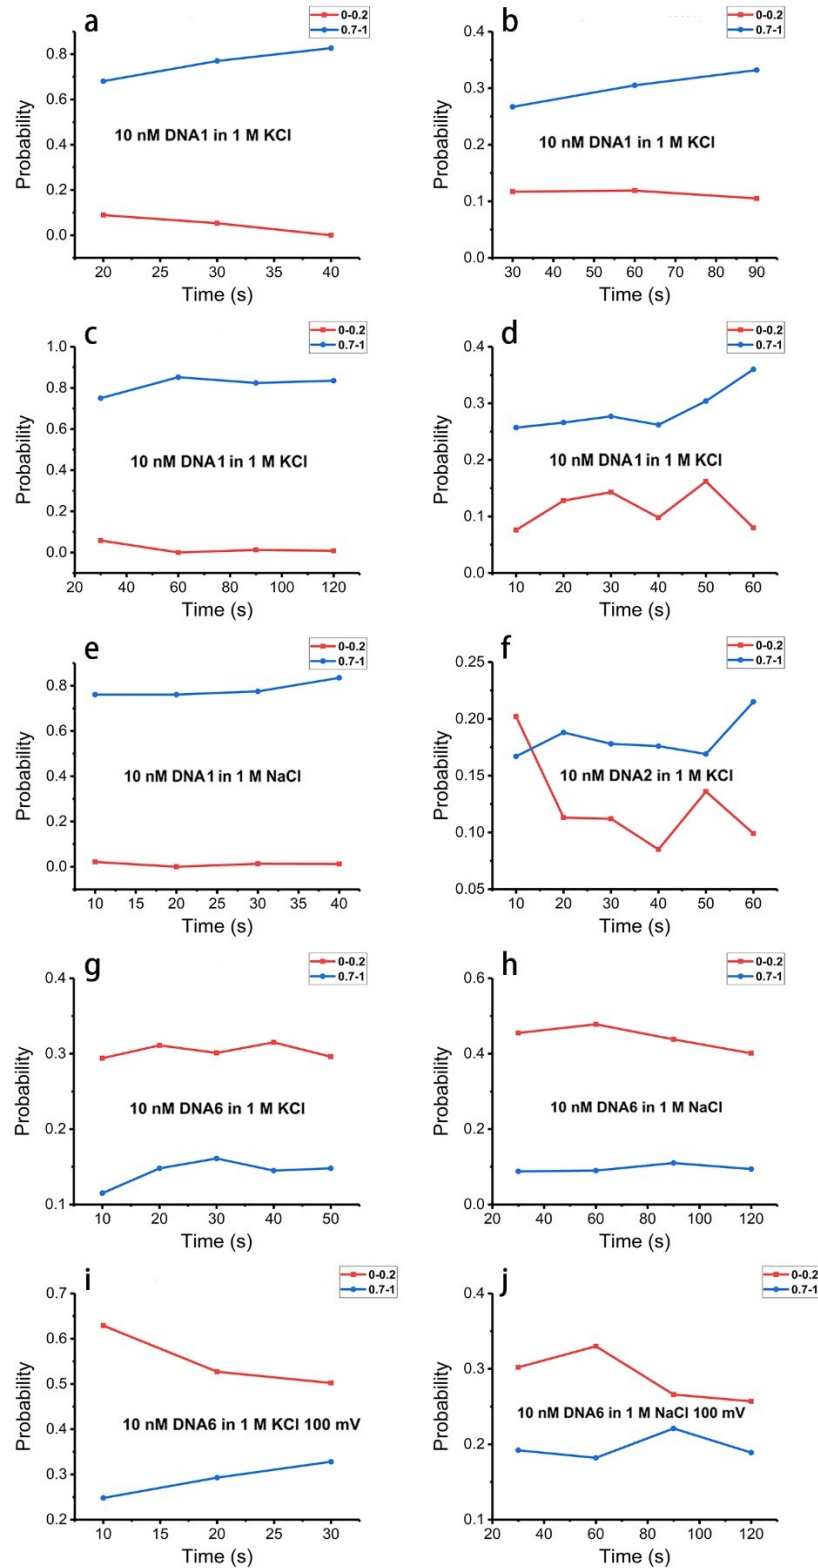 a
0-0.2
0.7-1
0.8
0.6
0.4
0.2
0.0
Probability
10 nM DNA1 in 1 M KCl
20 25 30 35 40
Time (s)
b
0-0.2
0.7-1
0.4
0.3
0.2
0.1
0.0
Probability
10 nM DNA1 in 1 M KCl
30 40 50 60 70 80 90
Time (s)
c
0-0.2
0.7-1
1.0
0.8
0.6
0.4
0.2
0.0
Probability
10 nM DNA1 in 1 M KCl
20 40 60 80 100 120
Time (s)
d
0-0.2
0.7-1
0.4
0.3
0.2
0.1
0.0
Probability
10 nM DNA1 in 1 M KCl
10 20 30 40 50 60
Time (s)
e
0-0.2
0.7-1
0.8
0.6
0.4
0.2
0.0
Probability
10 nM DNA1 in 1 M NaCl
10 15 20 25 30 35 40
Time (s)
f
0-0.2
0.7-1
0.25
0.20
0.15
0.10
0.05
Probability
10 nM DNA2 in 1 M KCl
10 20 30 40 50 60
Time (s)
g
0-0.2
0.7-1
0.4
0.3
0.2
0.1
Probability
10 nM DNA6 in 1 M KCl
10 20 30 40 50
Time (s)
h
0-0.2
0.7-1
0.6
0.4
0.2
0.0
Probability
10 nM DNA6 in 1 M NaCl
20 40 60 80 100 120
Time (s)
i
0-0.2
0.7-1
0.7
0.6
0.5
0.4
0.3
0.2
Probability
10 nM DNA6 in 1 M KCl 100 mV
10 15 20 25 30
Time (s)
j
0-0.2
0.7-1
0.4
0.3
0.2
0.1
Probability
10 nM DNA6 in 1 M NaCl 100 mV
20 40 60 80 100 120
Time (s)